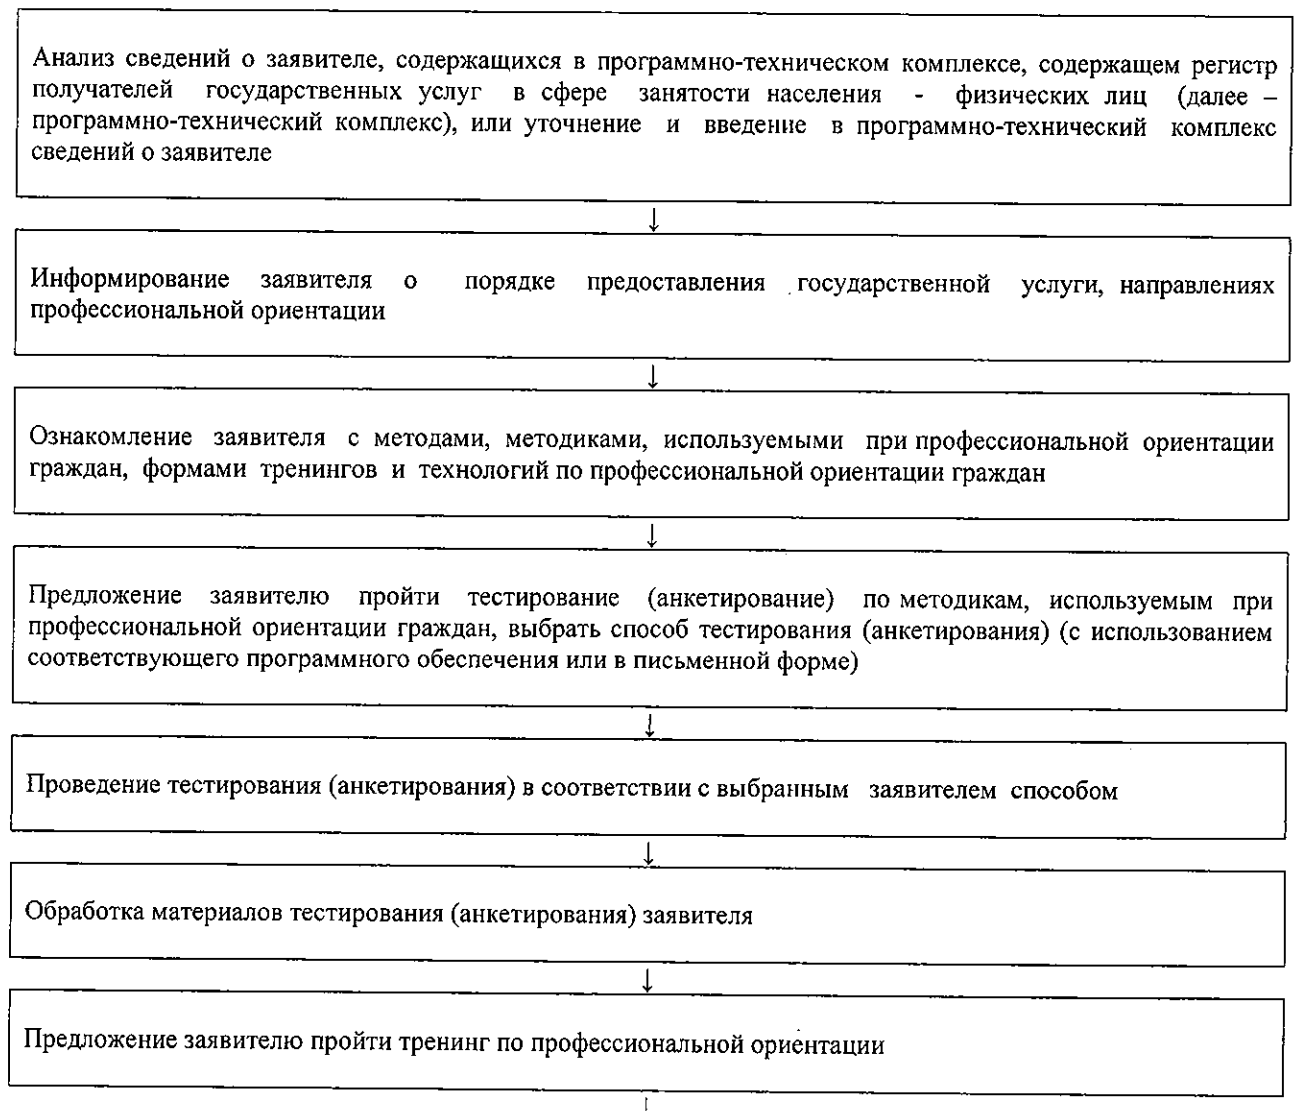 Анализ сведений о заявителе, содержащихся в программно-техническом комплексе, содержащем регистр
получателей государственных услуг в сфере занятости населения - физических лиц (далее –
программно-технический комплекс), или уточнение и введение в программно-технический комплекс
сведений о заявителе
↓
Информирование заявителя о порядке предоставления государственной услуги, направлениях
профессиональной ориентации
↓
Ознакомление заявителя с методами, методиками, используемыми при профессиональной ориентации
граждан, формами тренингов и технологий по профессиональной ориентации граждан
↓
Предложение заявителю пройти тестирование (анкетирование) по методикам, используемым при
профессиональной ориентации граждан, выбрать способ тестирования (анкетирования) (с использованием
соответствующего программного обеспечения или в письменной форме)
↓
Проведение тестирования (анкетирования) в соответствии с выбранным заявителем способом
↓
Обработка материалов тестирования (анкетирования) заявителя
↓
Предложение заявителю пройти тренинг по профессиональной ориентации